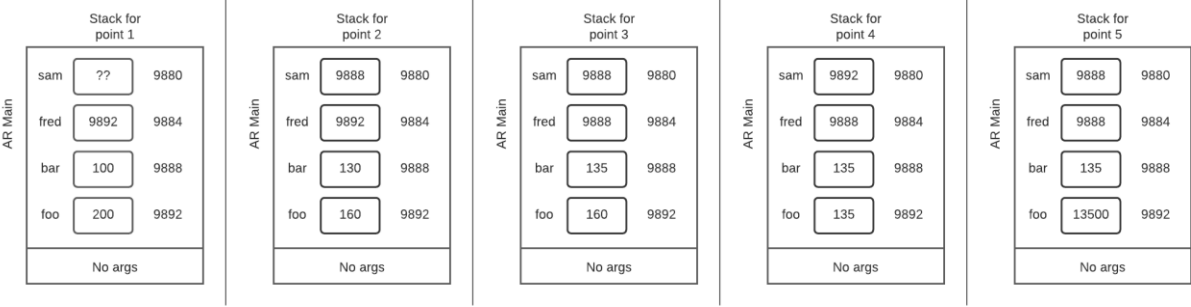 Stack for
point 1
AR Main
sam ?? 9880
fred 9892 9884
bar 100 9888
foo 200 9892
No args
Stack for
point 2
AR Main
sam 9888 9880
fred 9892 9884
bar 130 9888
foo 160 9892
No args
Stack for
point 3
AR Main
sam 9888 9880
fred 9888 9884
bar 135 9888
foo 160 9892
No args
Stack for
point 4
AR Main
sam 9892 9880
fred 9888 9884
bar 135 9888
foo 135 9892
No args
Stack for
point 5
AR Main
sam 9888 9880
fred 9888 9884
bar 135 9888
foo 13500 9892
No args